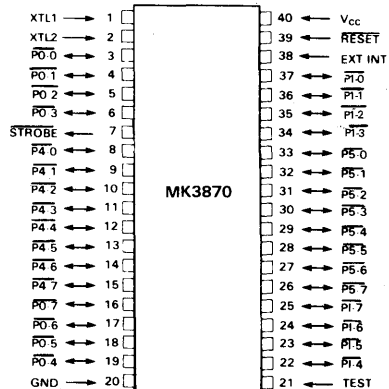 XTL1 1 40 Vcc
XTL2 2 39 RESET
P0-0 3 38 EXT INT
P0-1 4 37 P1-0
P0-2 5 36 P1-1
P0-3 6 35 P1-2
STROBE 7 34 P1-3
P4-0 8 33 P5-0
P4-1 9 32 P5-1
P4-2 10 31 P5-2
MK3870
P4-3 11 30 P5-3
P4-4 12 29 P5-4
P4-5 13 28 P5-5
P4-6 14 27 P5-6
P4-7 15 26 P5-7
P0-7 16 25 P1-7
P0-6 17 24 P1-6
P0-5 18 23 P1-5
P0-4 19 22 P1-4
GND 20 21 TEST